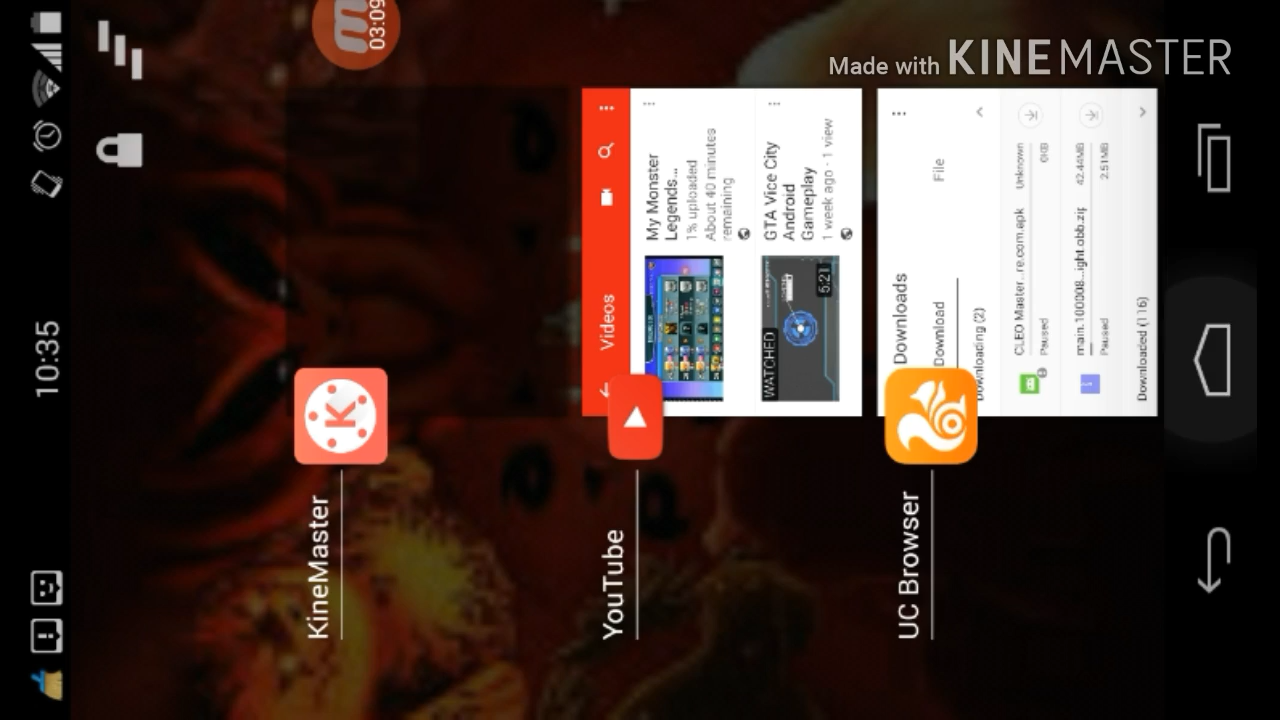 Made with KINEMASTER
10:35
03:09
KineMaster
YouTube
Videos
My Monster
Legends...
1% uploaded
About 40 minutes
remaining
WATCHED
5:21
GTA Vice City
Android
Gameplay
1 week ago · 1 view
UC Browser
Downloads
Download
File
Downloading (2)
CLEO Master...re.com.apk
Unknown
Paused
0KB
main.100008...ight.obb.zip
42.44MB
Paused
2.51MB
Downloaded (116)